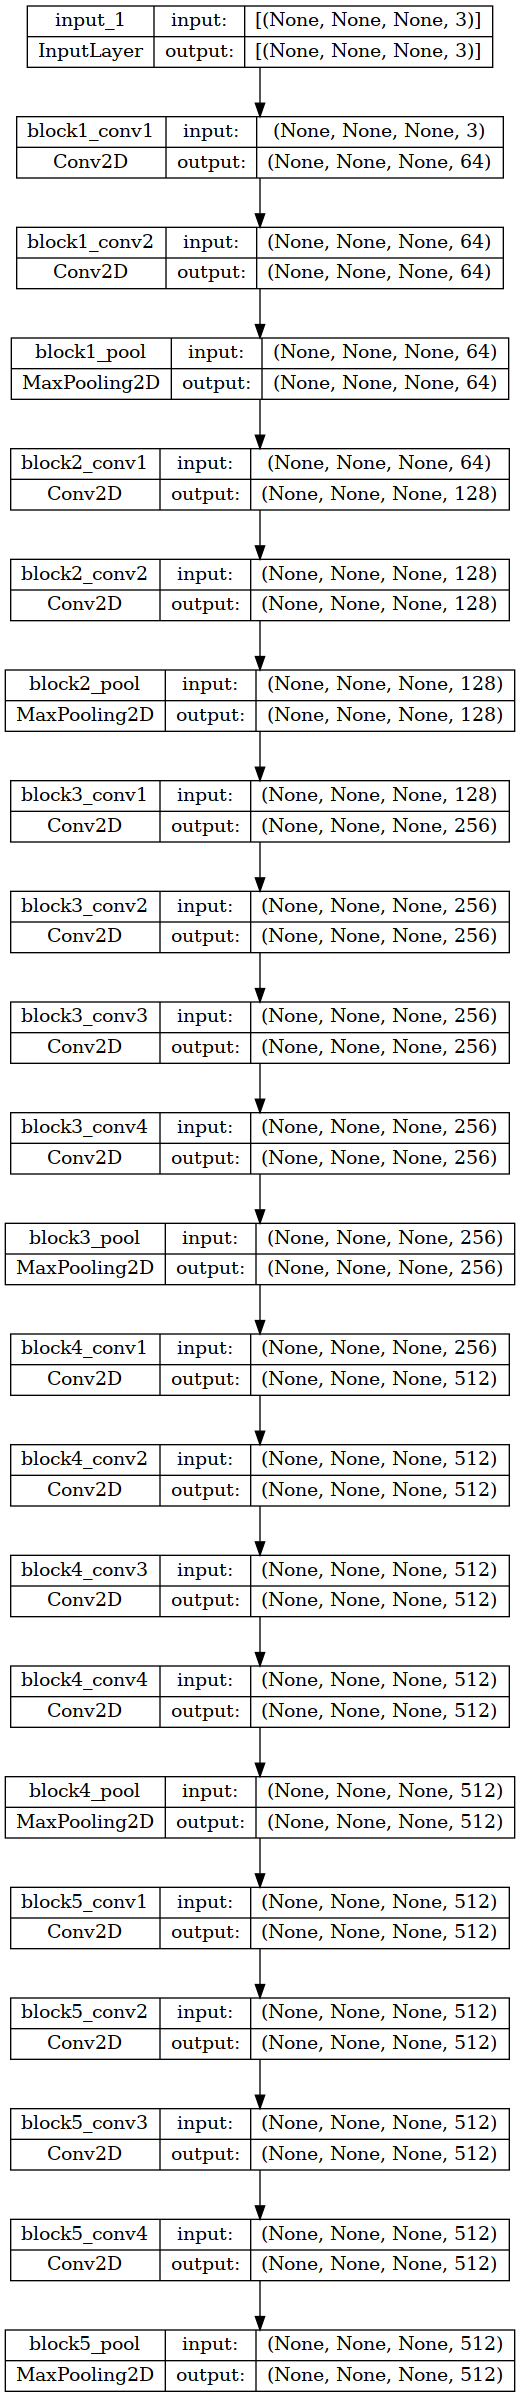 input_1 input: [(None, None, None, 3)]
InputLayer output: [(None, None, None, 3)]
block1_conv1 input: (None, None, None, 3)
Conv2D output: (None, None, None, 64)
block1_conv2 input: (None, None, None, 64)
Conv2D output: (None, None, None, 64)
block1_pool input: (None, None, None, 64)
MaxPooling2D output: (None, None, None, 64)
block2_conv1 input: (None, None, None, 64)
Conv2D output: (None, None, None, 128)
block2_conv2 input: (None, None, None, 128)
Conv2D output: (None, None, None, 128)
block2_pool input: (None, None, None, 128)
MaxPooling2D output: (None, None, None, 128)
block3_conv1 input: (None, None, None, 128)
Conv2D output: (None, None, None, 256)
block3_conv2 input: (None, None, None, 256)
Conv2D output: (None, None, None, 256)
block3_conv3 input: (None, None, None, 256)
Conv2D output: (None, None, None, 256)
block3_conv4 input: (None, None, None, 256)
Conv2D output: (None, None, None, 256)
block3_pool input: (None, None, None, 256)
MaxPooling2D output: (None, None, None, 256)
block4_conv1 input: (None, None, None, 256)
Conv2D output: (None, None, None, 512)
block4_conv2 input: (None, None, None, 512)
Conv2D output: (None, None, None, 512)
block4_conv3 input: (None, None, None, 512)
Conv2D output: (None, None, None, 512)
block4_conv4 input: (None, None, None, 512)
Conv2D output: (None, None, None, 512)
block4_pool input: (None, None, None, 512)
MaxPooling2D output: (None, None, None, 512)
block5_conv1 input: (None, None, None, 512)
Conv2D output: (None, None, None, 512)
block5_conv2 input: (None, None, None, 512)
Conv2D output: (None, None, None, 512)
block5_conv3 input: (None, None, None, 512)
Conv2D output: (None, None, None, 512)
block5_conv4 input: (None, None, None, 512)
Conv2D output: (None, None, None, 512)
block5_pool input: (None, None, None, 512)
MaxPooling2D output: (None, None, None, 512)